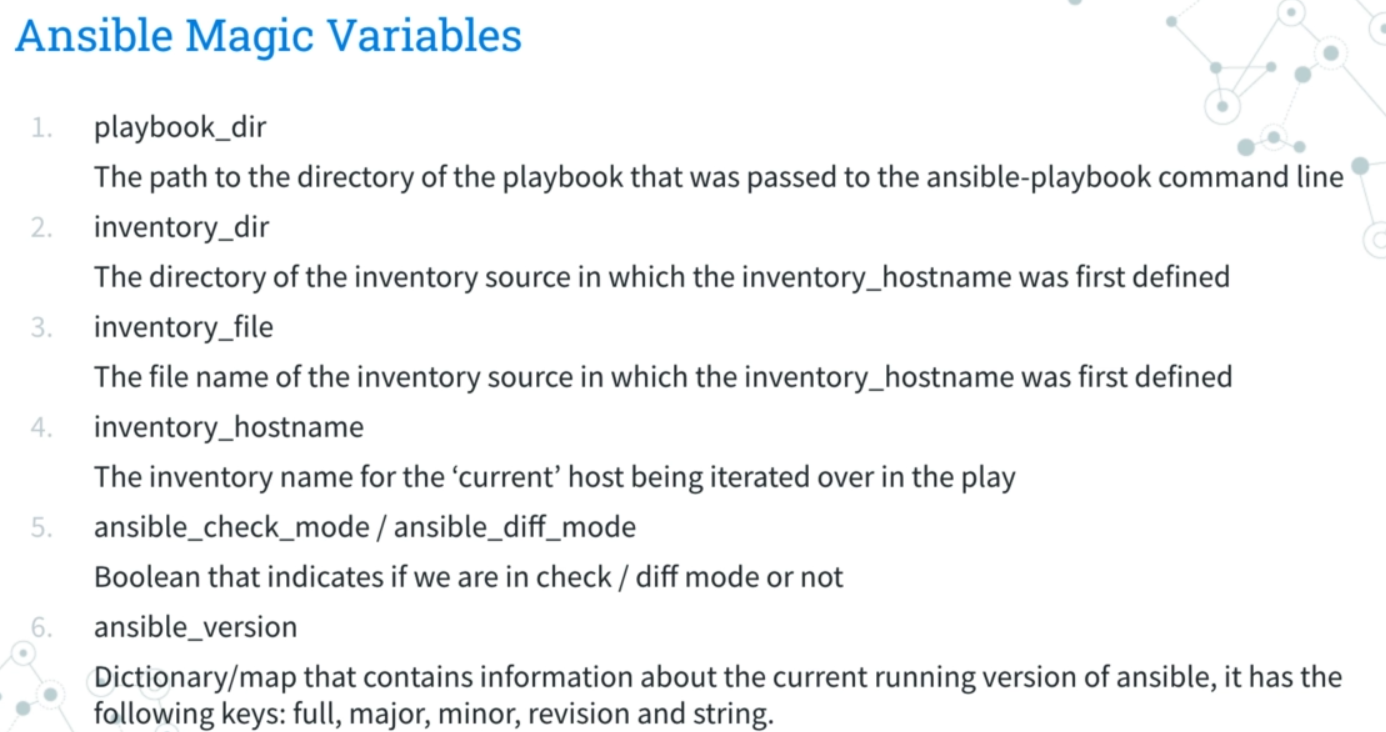 Ansible Magic Variables
1. playbook_dir
The path to the directory of the playbook that was passed to the ansible-playbook command line
2. inventory_dir
The directory of the inventory source in which the inventory_hostname was first defined
3. inventory_file
The file name of the inventory source in which the inventory_hostname was first defined
4. inventory_hostname
The inventory name for the ‘current’ host being iterated over in the play
5. ansible_check_mode / ansible_diff_mode
Boolean that indicates if we are in check / diff mode or not
6. ansible_version
Dictionary/map that contains information about the current running version of ansible, it has the
following keys: full, major, minor, revision and string.